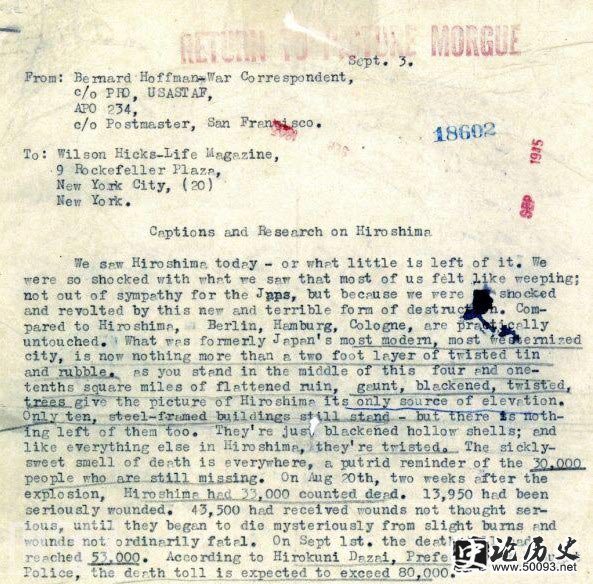 RETURN TO PICTURE MORGUE
Sept. 3.
From: Bernard Hoffman-War Correspondent,
c/o PRO, USASTAF,
APO 234,
c/o Postmaster, San Francisco.
18602
SEP 1945
To: Wilson Hicks-Life Magazine,
9 Rockefeller Plaza,
New York City, (20)
New York.
Captions and Research on Hiroshima
We saw Hiroshima today - or what little is left of it. We
were so shocked with what we saw that most of us felt like weeping;
not out of sympathy for the Japs, but because we were shocked
and revolted by this new and terrible form of destruction. Com-
pared to Hiroshima, Berlin, Hamburg, Cologne, are practically
untouched. What was formerly Japan's most modern, most westernized
city, is now nothing more than a two foot layer of twisted tin
and rubble. as you stand in the middle of this four and one-
tenths square miles of flattened ruin, gaunt, blackened, twisted,
trees give the picture of Hiroshima its only source of elevation.
Only ten, steel-framed buildings still stand - but there is noth-
ing left of them too. They're just blackened hollow shells; and
like everything else in Hiroshima, they're twisted. The sickly-
sweet smell of death is everywhere, a putrid reminder of the 30,000
people who are still missing. On Aug 20th, two weeks after the
explosion, Hiroshima had 33,000 counted dead. 13,950 had been
seriously wounded. 43,500 had received wounds not thought ser-
ious, until they began to die mysteriously from slight burns and
wounds not ordinarily fatal. On Sept 1st. the death
reached 53,000. According to Hirokuni Dazai,
Police, the death toll is expected to exceed 80,000.
论历史
www.50093.net